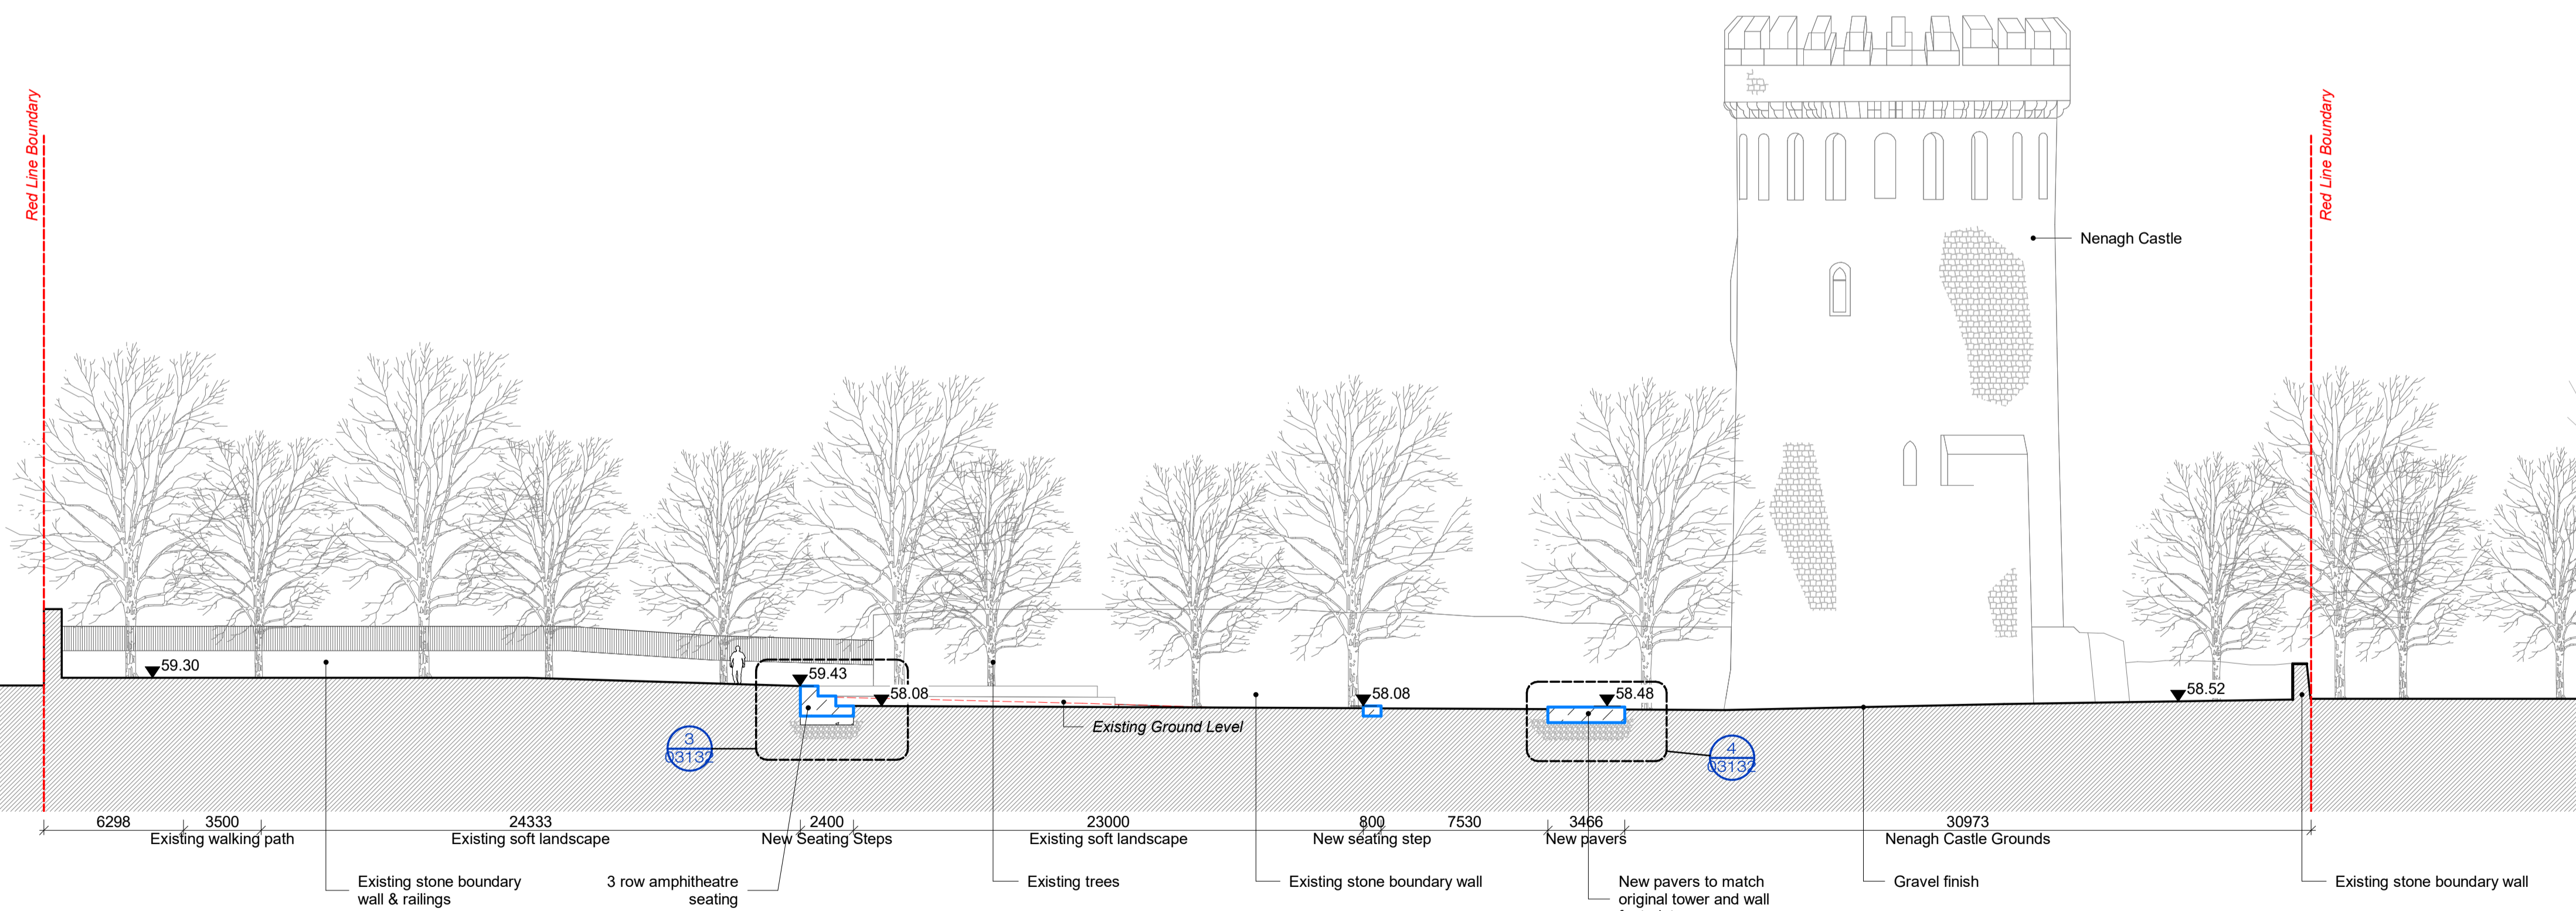 Red Line Boundary
Red Line Boundary
Nenagh Castle
59.30
59.43
58.08
58.08
58.48
58.52
Existing Ground Level
3
03132
4
03132
6298
3500
24333
2400
23000
800
7530
3466
30973
Existing walking path
Existing soft landscape
New Seating Steps
Existing soft landscape
New seating step
New pavers
Nenagh Castle Grounds
Existing stone boundary
wall & railings
3 row amphitheatre
seating
Existing trees
Existing stone boundary wall
New pavers to match
original tower and wall
Gravel finish
Existing stone boundary wall